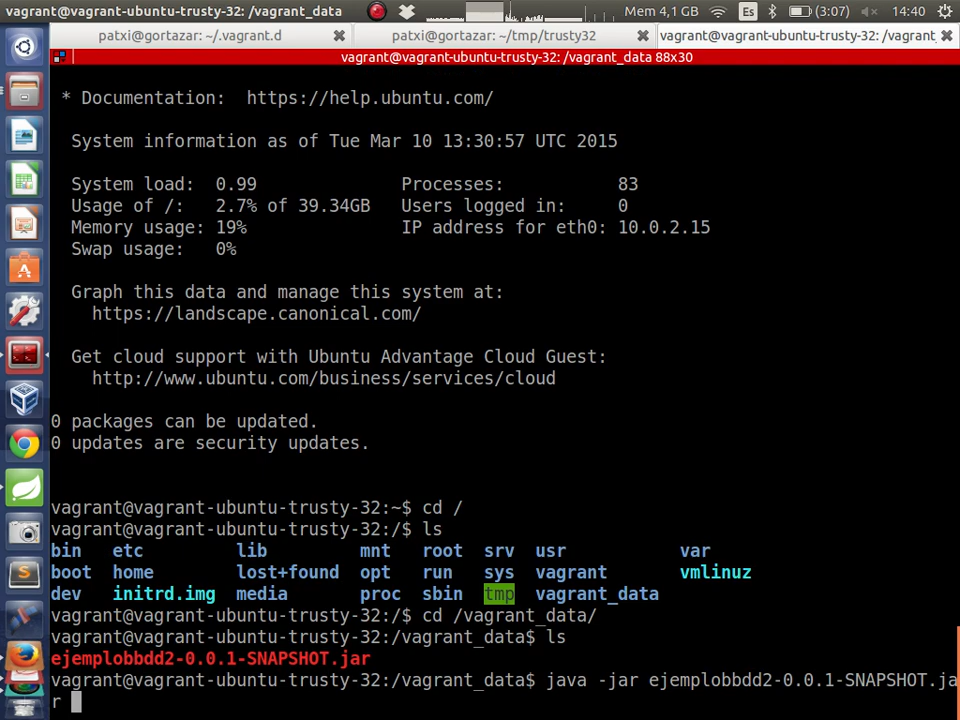 vagrant@vagrant-ubuntu-trusty-32: /vagrant_data
Mem 4,1 GB
Es
(3:07)
14:40
patxi@gortazar: ~/.vagrant.d
patxi@gortazar: ~/tmp/trusty32
vagrant@vagrant-ubuntu-trusty-32: /vagrant_
vagrant@vagrant-ubuntu-trusty-32: /vagrant_data 88x30
* Documentation:  https://help.ubuntu.com/
System information as of Tue Mar 10 13:30:57 UTC 2015
System load:  0.99              Processes:           83
Usage of /:   2.7% of 39.34GB   Users logged in:     0
Memory usage: 19%               IP address for eth0: 10.0.2.15
Swap usage:   0%
Graph this data and manage this system at:
https://landscape.canonical.com/
Get cloud support with Ubuntu Advantage Cloud Guest:
http://www.ubuntu.com/business/services/cloud
0 packages can be updated.
0 updates are security updates.
vagrant@vagrant-ubuntu-trusty-32:~$ cd /
vagrant@vagrant-ubuntu-trusty-32:/$ ls
bin   etc         lib         mnt   root  srv  usr           var
boot  home        lost+found  opt   run   sys  vagrant       vmlinuz
dev   initrd.img  media       proc  sbin  tmp  vagrant_data
vagrant@vagrant-ubuntu-trusty-32:/$ cd /vagrant_data/
vagrant@vagrant-ubuntu-trusty-32:/vagrant_data$ ls
ejemplobbdd2-0.0.1-SNAPSHOT.jar
vagrant@vagrant-ubuntu-trusty-32:/vagrant_data$ java -jar ejemplobbdd2-0.0.1-SNAPSHOT.ja
r